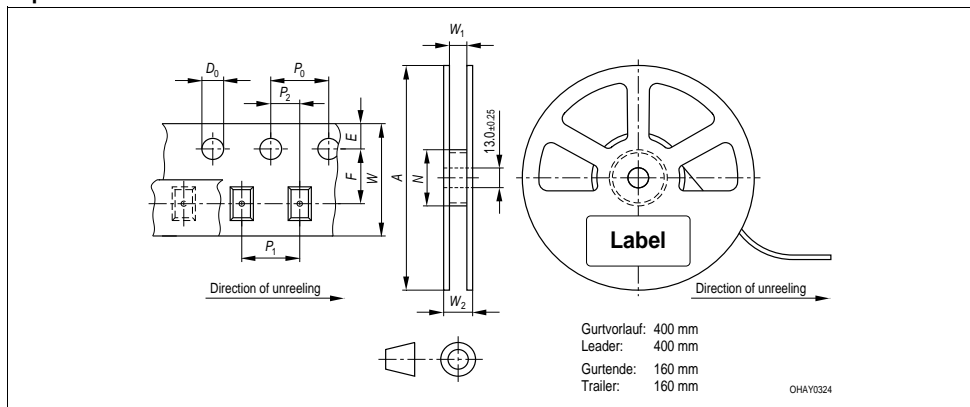 W₁
D₀
P₀
P₂
E
F
W
A
N
13.0±0.25
Label
P₁
Direction of unreeling
W₂
Direction of unreeling
Gurtvorlauf: 400 mm
Leader: 400 mm
Gurtende: 160 mm
Trailer: 160 mm
OHAY0324